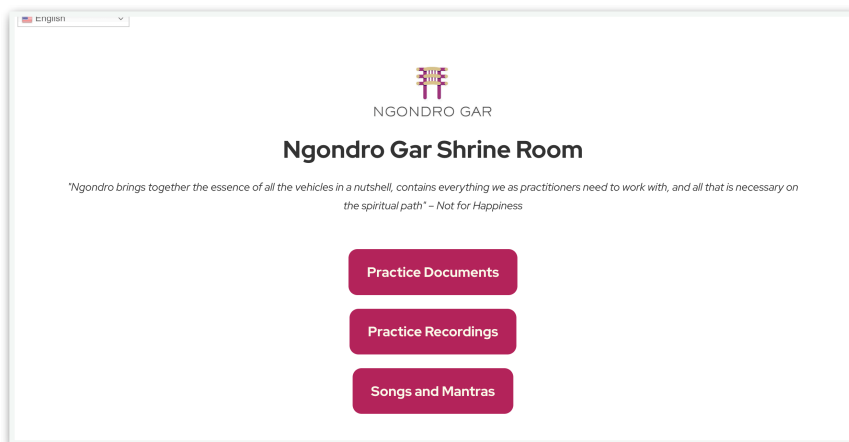 English
NGONDRO GAR
Ngondro Gar Shrine Room
"Ngondro brings together the essence of all the vehicles in a nutshell, contains everything we as practitioners need to work with, and all that is necessary on
the spiritual path" – Not for Happiness
Practice Documents
Practice Recordings
Songs and Mantras